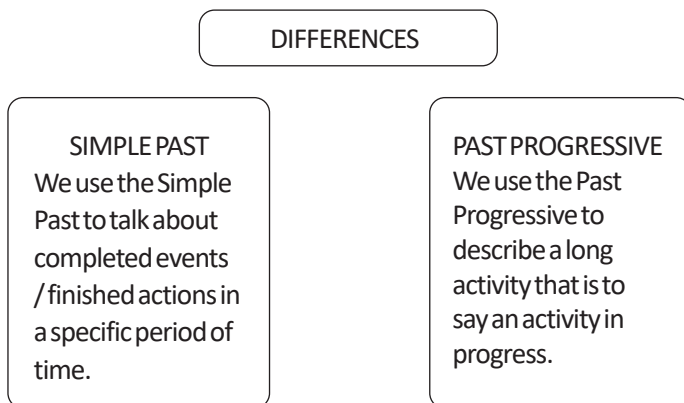 DIFFERENCES
SIMPLE PAST
We use the Simple
Past to talk about
completed events
/ finished actions in
a specific period of
time.
PAST PROGRESSIVE
We use the Past
Progressive to
describe a long
activity that is to
say an activity in
progress.